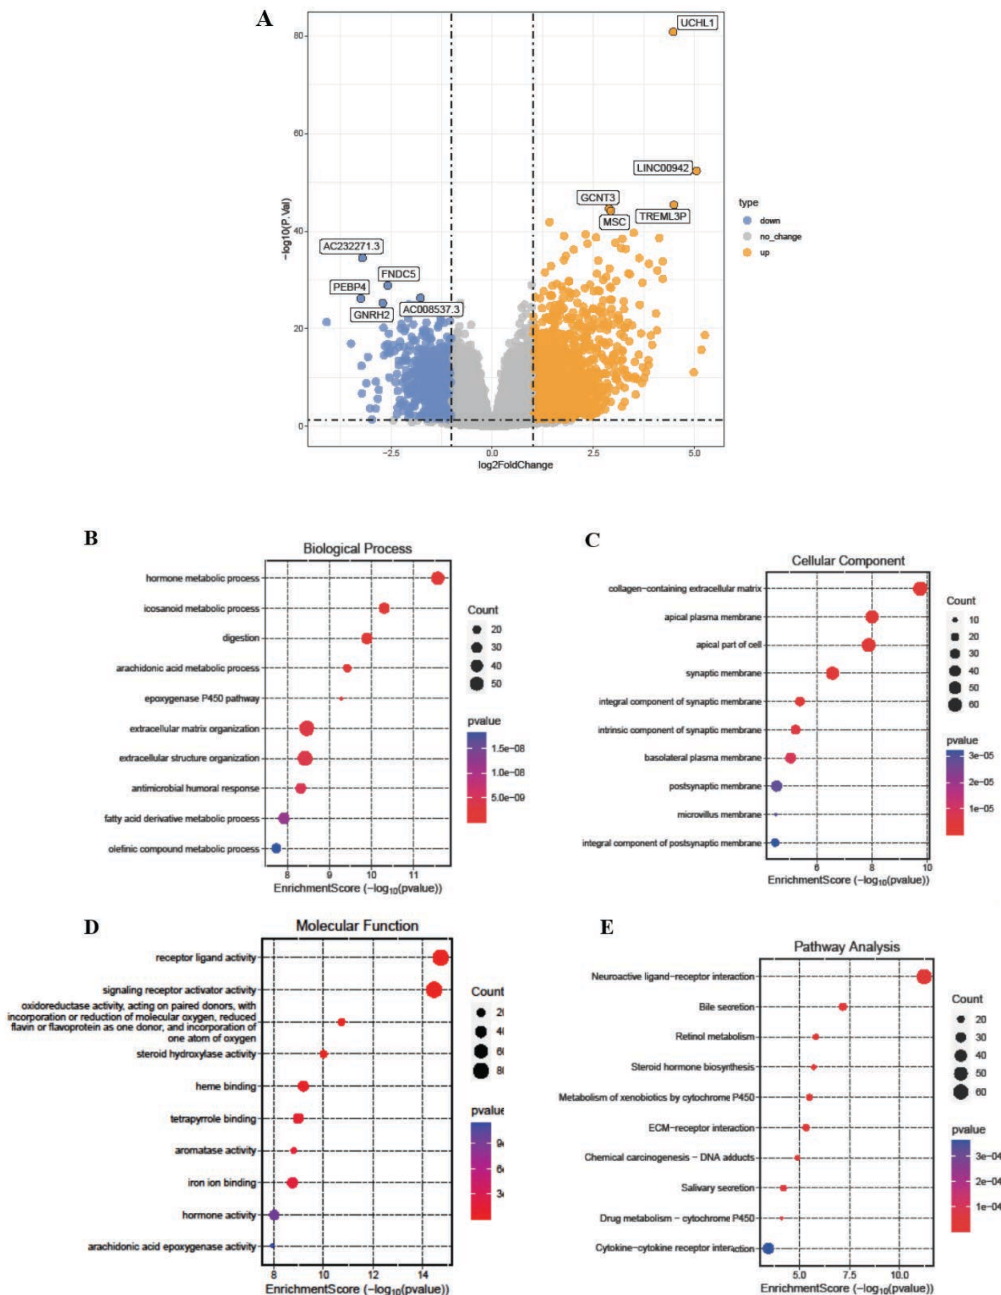 A
UCHL1
80
60
LINC00942
GCNT3
MSC
TREML3P
type
down
no_change
up
−log10(P.Val)
40
AC232271.3
FNDC5
PEBP4
GNRH2
AC008537.3
20
0
−2.5
0.0
2.5
5.0
log2FoldChange
B
Biological Process
hormone metabolic process
icosanoid metabolic process
digestion
arachidonic acid metabolic process
epoxygenase P450 pathway
extracellular matrix organization
extracellular structure organization
antimicrobial humoral response
fatty acid derivative metabolic process
olefinic compound metabolic process
8
9
10
11
EnrichmentScore (−log10(pvalue))
Count
20
30
40
50
pvalue
1.5e−08
1.0e−08
5.0e−09
C
Cellular Component
collagen−containing extracellular matrix
apical plasma membrane
apical part of cell
synaptic membrane
integral component of synaptic membrane
intrinsic component of synaptic membrane
basolateral plasma membrane
postsynaptic membrane
microvillus membrane
integral component of postsynaptic membrane
6
8
10
EnrichmentScore (−log10(pvalue))
Count
10
20
30
40
50
60
pvalue
3e−05
2e−05
1e−05
D
Molecular Function
receptor ligand activity
signaling receptor activator activity
oxidoreductase activity, acting on paired donors, with
incorporation or reduction of molecular oxygen, reduced
flavin or flavoprotein as one donor, and incorporation of
one atom of oxygen
steroid hydroxylase activity
heme binding
tetrapyrrole binding
aromatase activity
iron ion binding
hormone activity
arachidonic acid epoxygenase activity
8
10
12
14
EnrichmentScore (−log10(pvalue))
Count
20
40
60
80
pvalue
9e
6e
3e
E
Pathway Analysis
Neuroactive ligand−receptor interaction
Bile secretion
Retinol metabolism
Steroid hormone biosynthesis
Metabolism of xenobiotics by cytochrome P450
ECM−receptor interaction
Chemical carcinogenesis − DNA adducts
Salivary secretion
Drug metabolism − cytochrome P450
Cytokine−cytokine receptor interaction
5.0
7.5
10.0
EnrichmentScore (−log10(pvalue))
Count
20
30
40
50
60
pvalue
3e−04
2e−04
1e−04